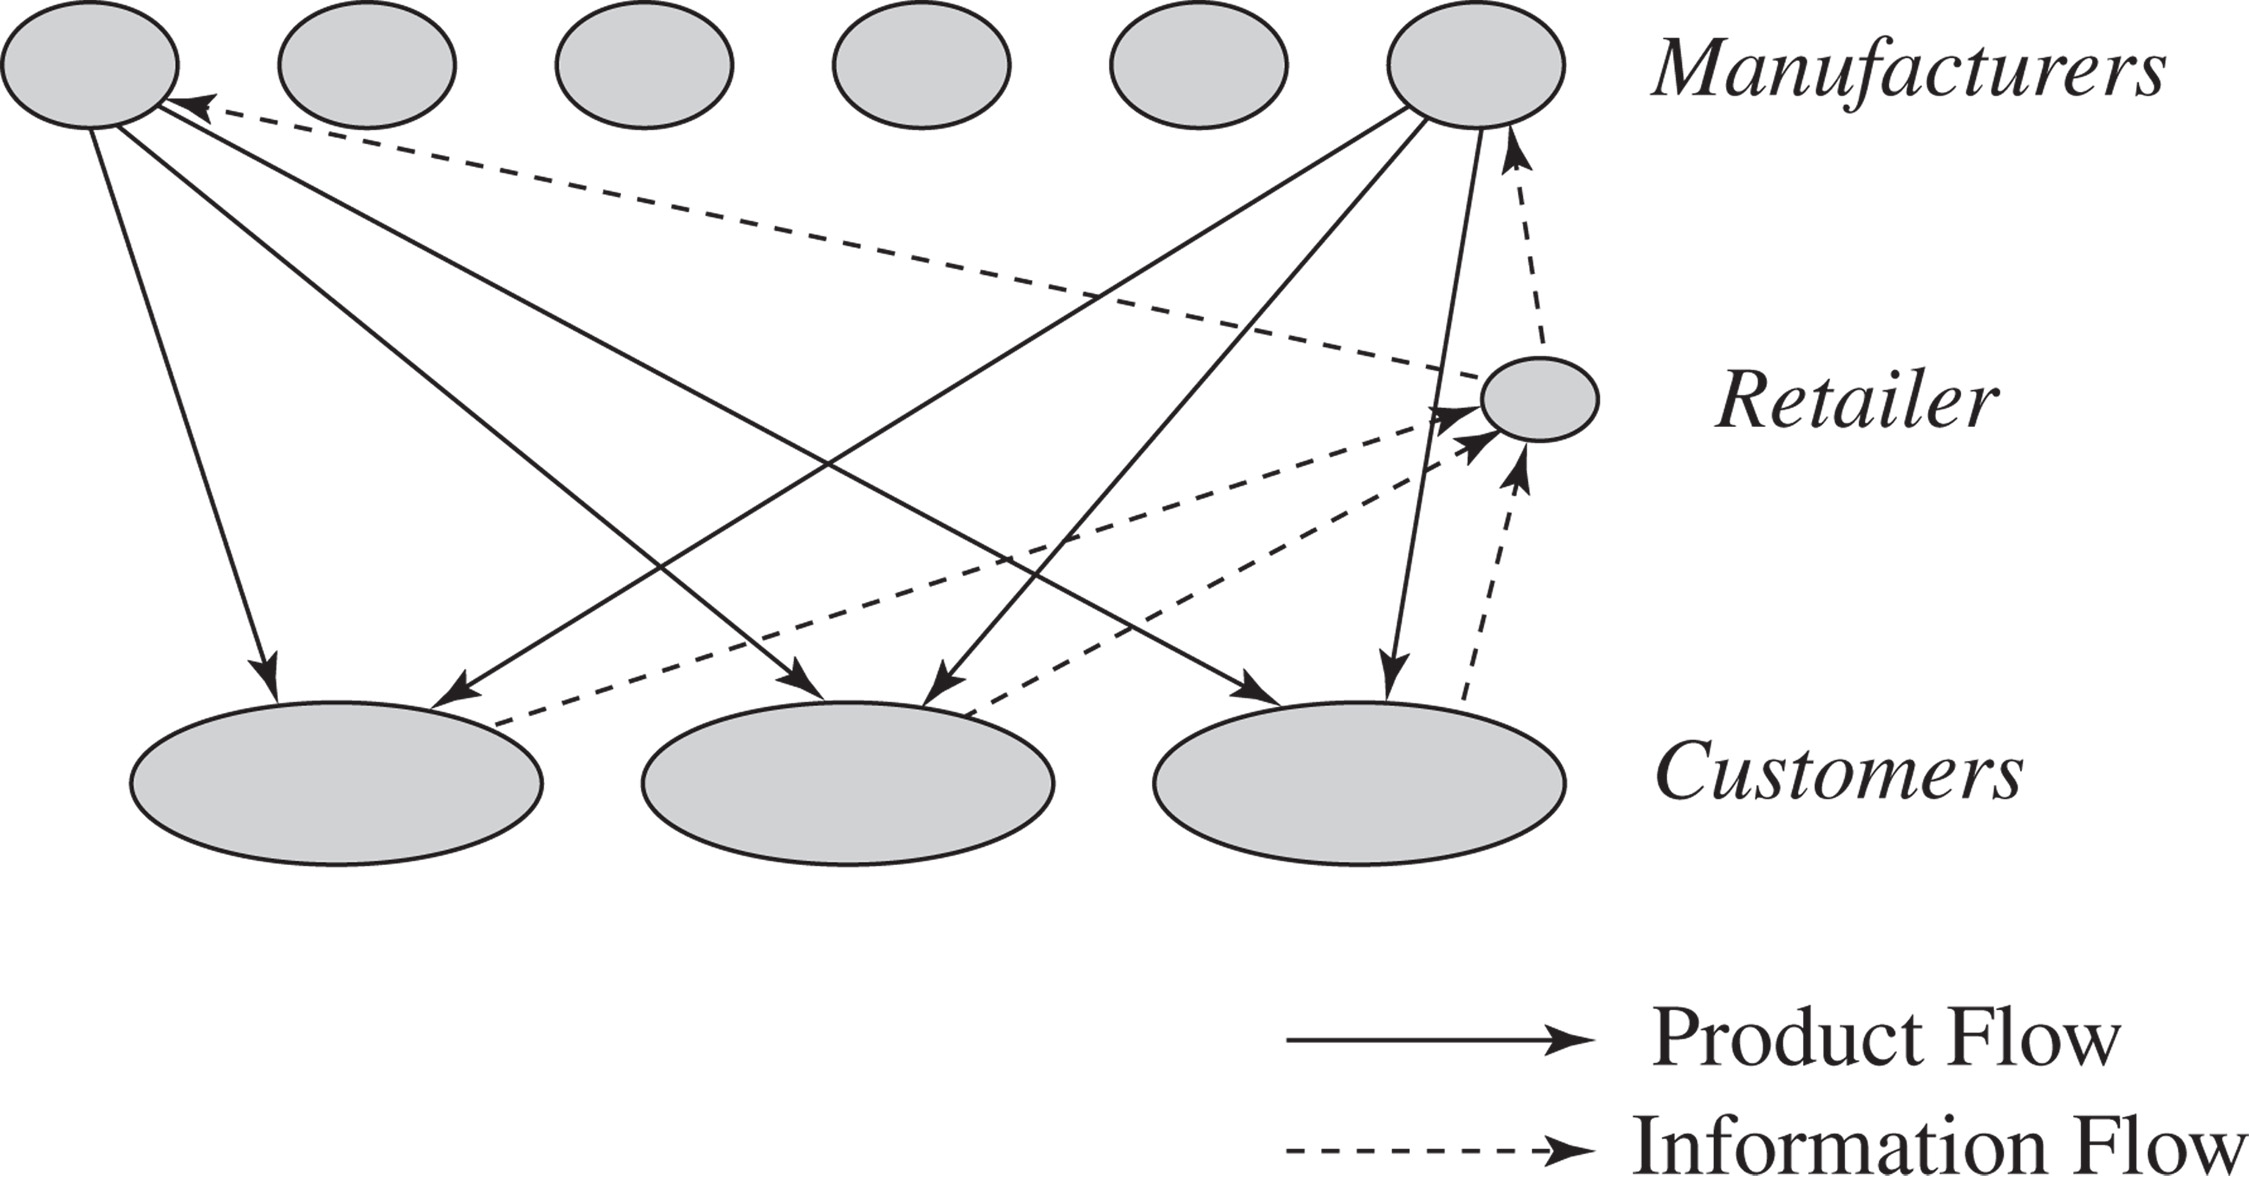 Manufacturers
Retailer
Customers
Product Flow
Information Flow